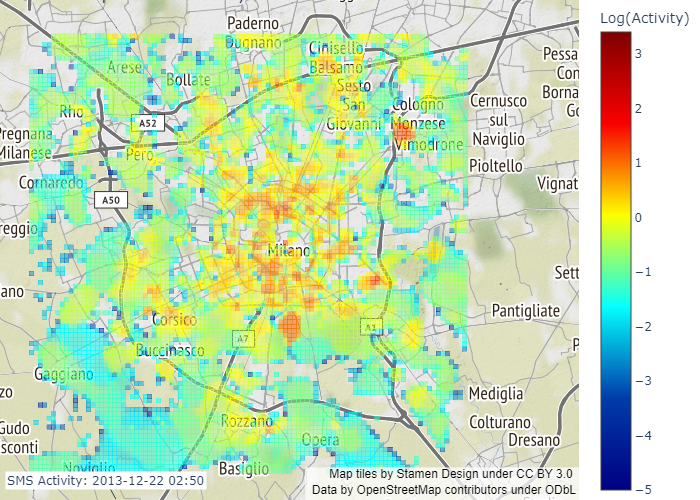 Paderno
Dugnano
Cinisello
Balsamo
Arese
Bollate
Sesto
San
Giovanni
Pessa
Con
Borna
Go
Rho
A52
Cologno
Monzese
Vimodrone
Cernusco
sul
Naviglio
Pregnana
Milanese
Pero
Pioltello
Cornaredo
A50
Vignat
reggio
Milano
Sett
ano
Corsico
A7
A1
Pantigliate
P
Buccinasco
Gaggiano
zo
Mediglia
Gudo
sconti
Rozzano
Opera
Colturano
Dresano
Noviglio
Basiglio
SMS Activity: 2013-12-22 02:50
Map tiles by Stamen Design under CC BY 3.0
Data by OpenStreetMap contributors under ODbL
Log(Activity)
3
2
1
0
−1
−2
−3
−4
−5